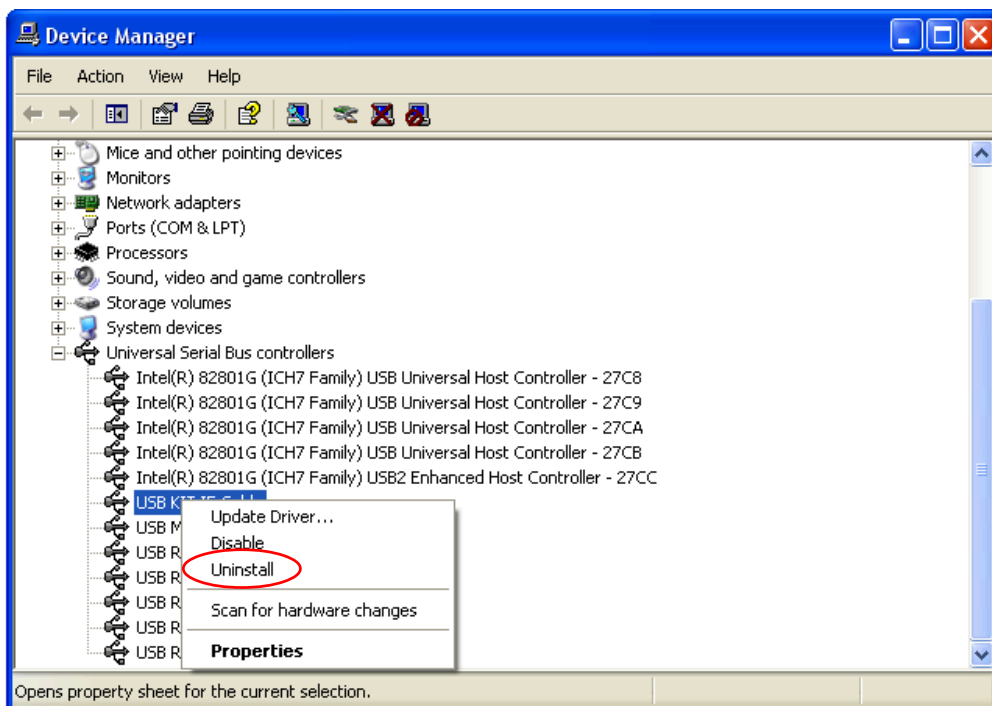 Device Manager
File Action View Help
Mice and other pointing devices
Monitors
Network adapters
Ports (COM & LPT)
Processors
Sound, video and game controllers
Storage volumes
System devices
Universal Serial Bus controllers
Intel(R) 82801G (ICH7 Family) USB Universal Host Controller - 27C8
Intel(R) 82801G (ICH7 Family) USB Universal Host Controller - 27C9
Intel(R) 82801G (ICH7 Family) USB Universal Host Controller - 27CA
Intel(R) 82801G (ICH7 Family) USB Universal Host Controller - 27CB
Intel(R) 82801G (ICH7 Family) USB2 Enhanced Host Controller - 27CC
USB
USB M
USB R
USB R
USB R
USB R
USB R
Update Driver...
Disable
Uninstall
Scan for hardware changes
Properties
Opens property sheet for the current selection.